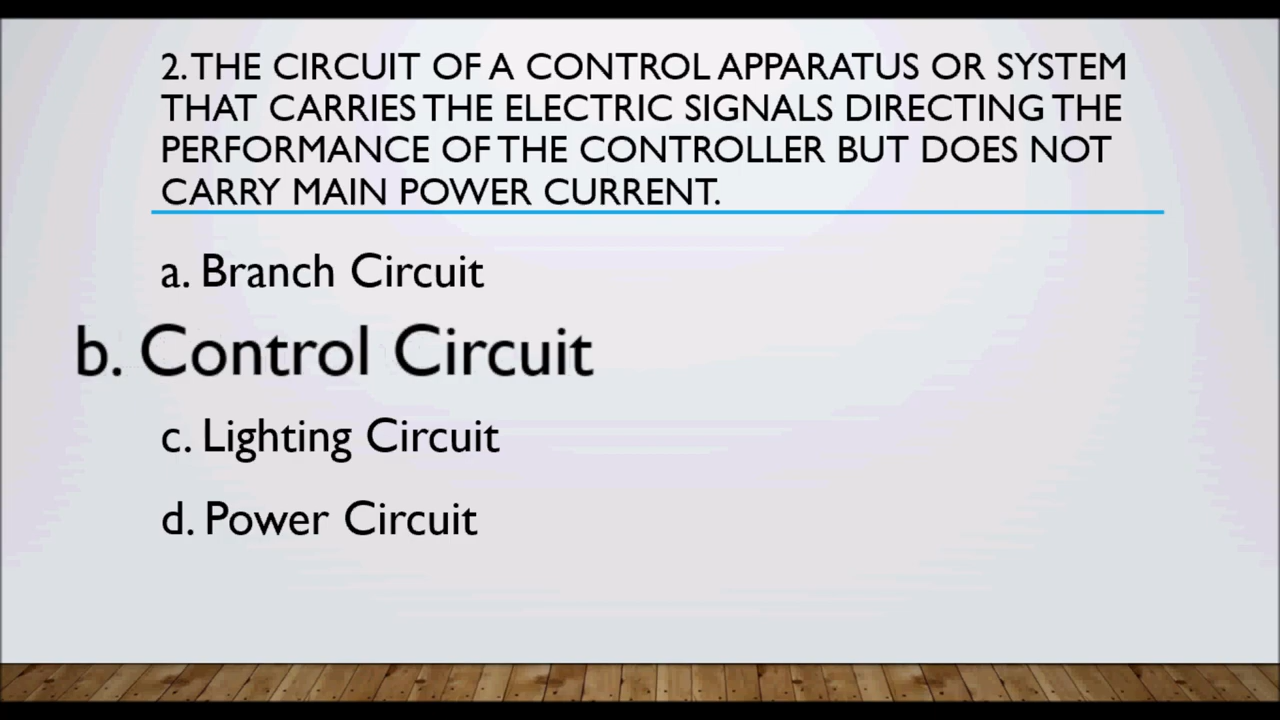 2. THE CIRCUIT OF A CONTROL APPARATUS OR SYSTEM
THAT CARRIES THE ELECTRIC SIGNALS DIRECTING THE
PERFORMANCE OF THE CONTROLLER BUT DOES NOT
CARRY MAIN POWER CURRENT.
a. Branch Circuit
b. Control Circuit
c. Lighting Circuit
d. Power Circuit